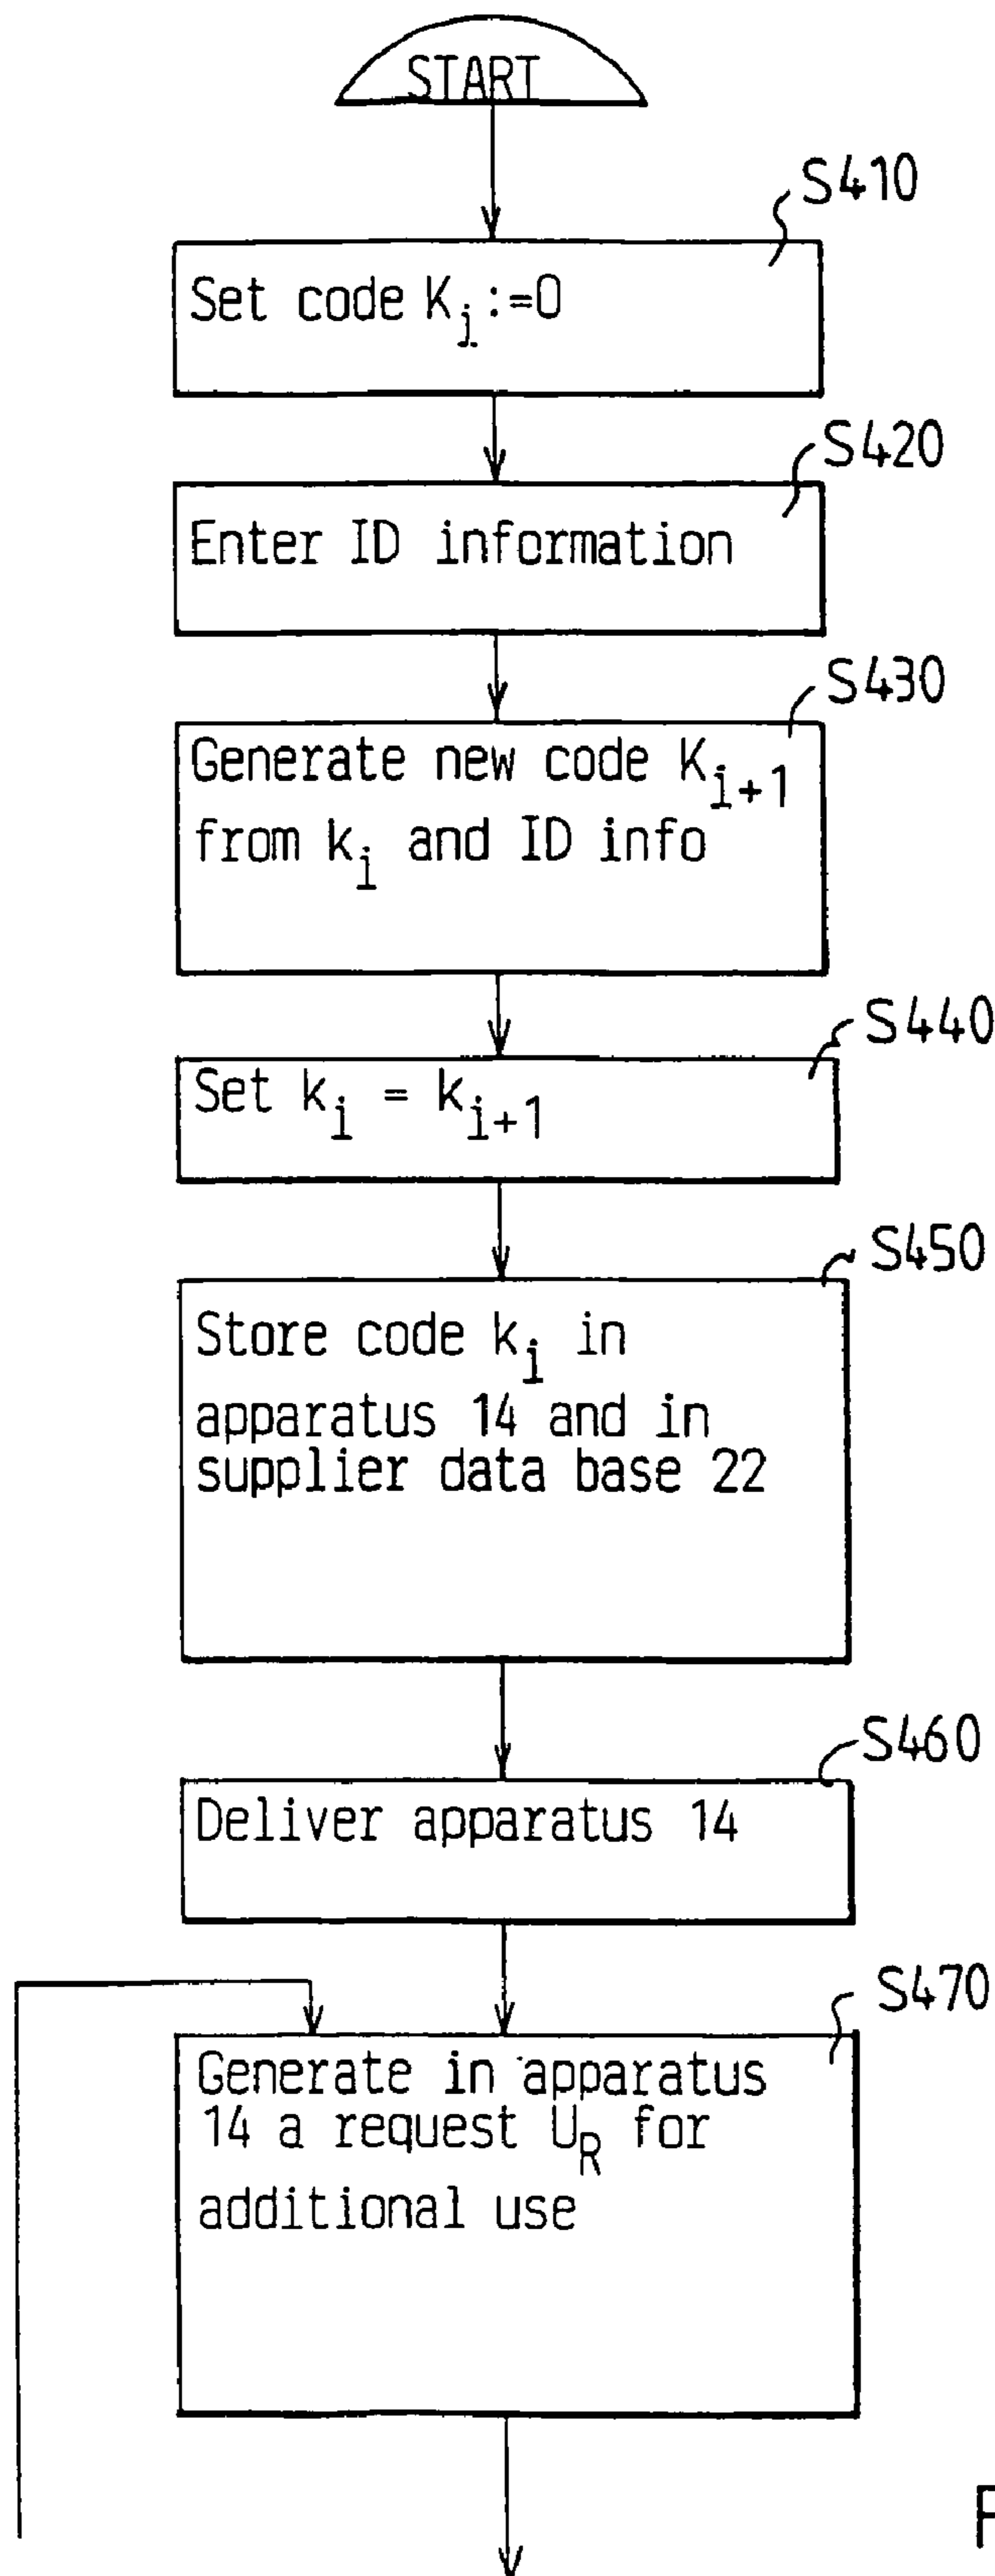 START
S410
Set code K_i :=0
S420
Enter ID information
S430
Generate new code K_{i+1}
from k_i and ID info
S440
Set k_i = k_{i+1}
S450
Store code k_i in
apparatus 14 and in
supplier data base 22
S460
Deliver apparatus 14
S470
Generate in apparatus
14 a request U_R for
additional use